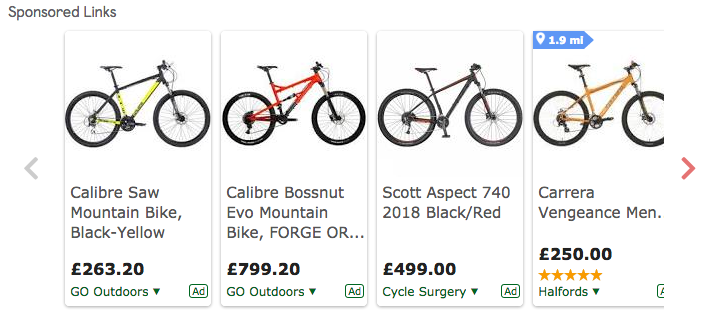 Sponsored Links
1.9 ml
Calibre Saw
Mountain Bike,
Black-Yellow
£263.20
GO Outdoors ▼
Ad
Calibre Bossnut
Evo Mountain
Bike, FORGE OR...
£799.20
GO Outdoors ▼
Ad
Scott Aspect 740
2018 Black/Red
£499.00
Cycle Surgery ▼
Ad
Carrera
Vengeance Men.
£250.00
★★★★★
Halfords ▼